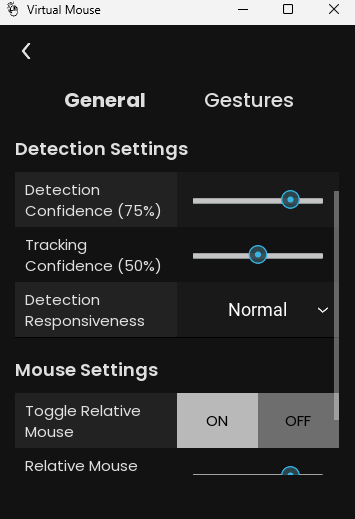 Virtual Mouse
General Gestures
Detection Settings
Detection
Confidence (75%)
Tracking
Confidence (50%)
Detection
Responsiveness
Normal
Mouse Settings
Toggle Relative
Mouse
ON OFF
Relative Mouse